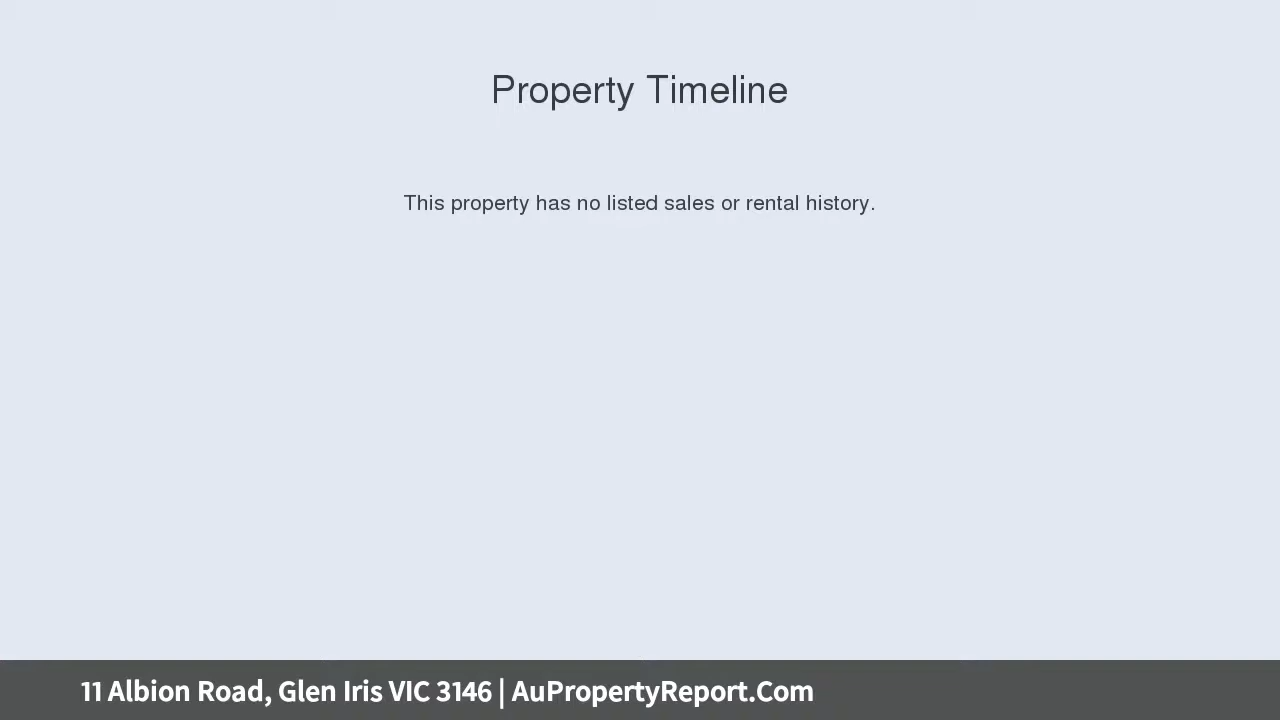 Property Timeline
This property has no listed sales or rental history.
11 Albion Road, Glen Iris VIC 3146 | AuPropertyReport.Com